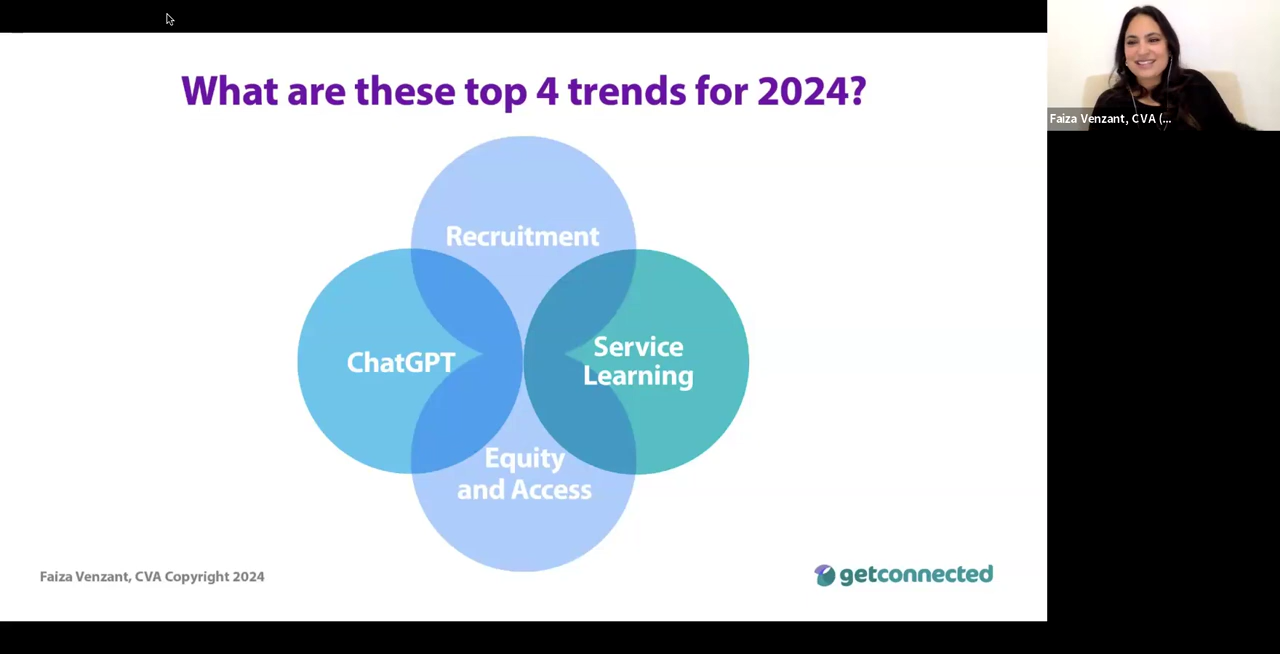 What are these top 4 trends for 2024?
Faiza Venzant, CVA (...
Recruitment
ChatGPT
Service
Learning
Equity
and Access
Faiza Venzant, CVA Copyright 2024
getconnected